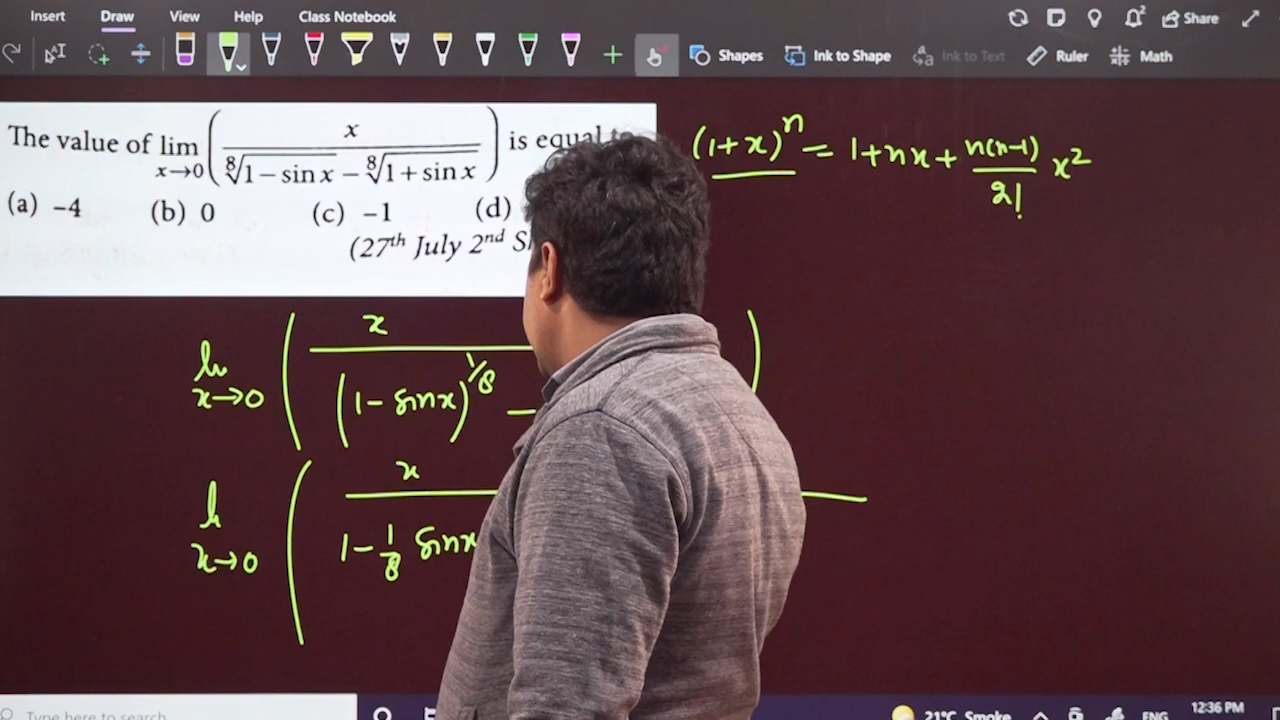 Insert Draw View Help Class Notebook
2 Share
Shapes Ink to Shape Ink to Text Ruler Math
The value of lim x→0 ( x / ⁸√1 − sin x − ⁸√1 + sin x ) is equal to
(a) −4 (b) 0 (c) −1 (d)
(27th July 2nd
(1+x)^n = 1+nx+ n(n-1)/2! x²
lim x→0 ( x / (1 - sinx)^1/8 - )
l x→0 ( x / 1 - 1/8 sinx
Type here to search
21°C Smoke ENG 12:36 PM